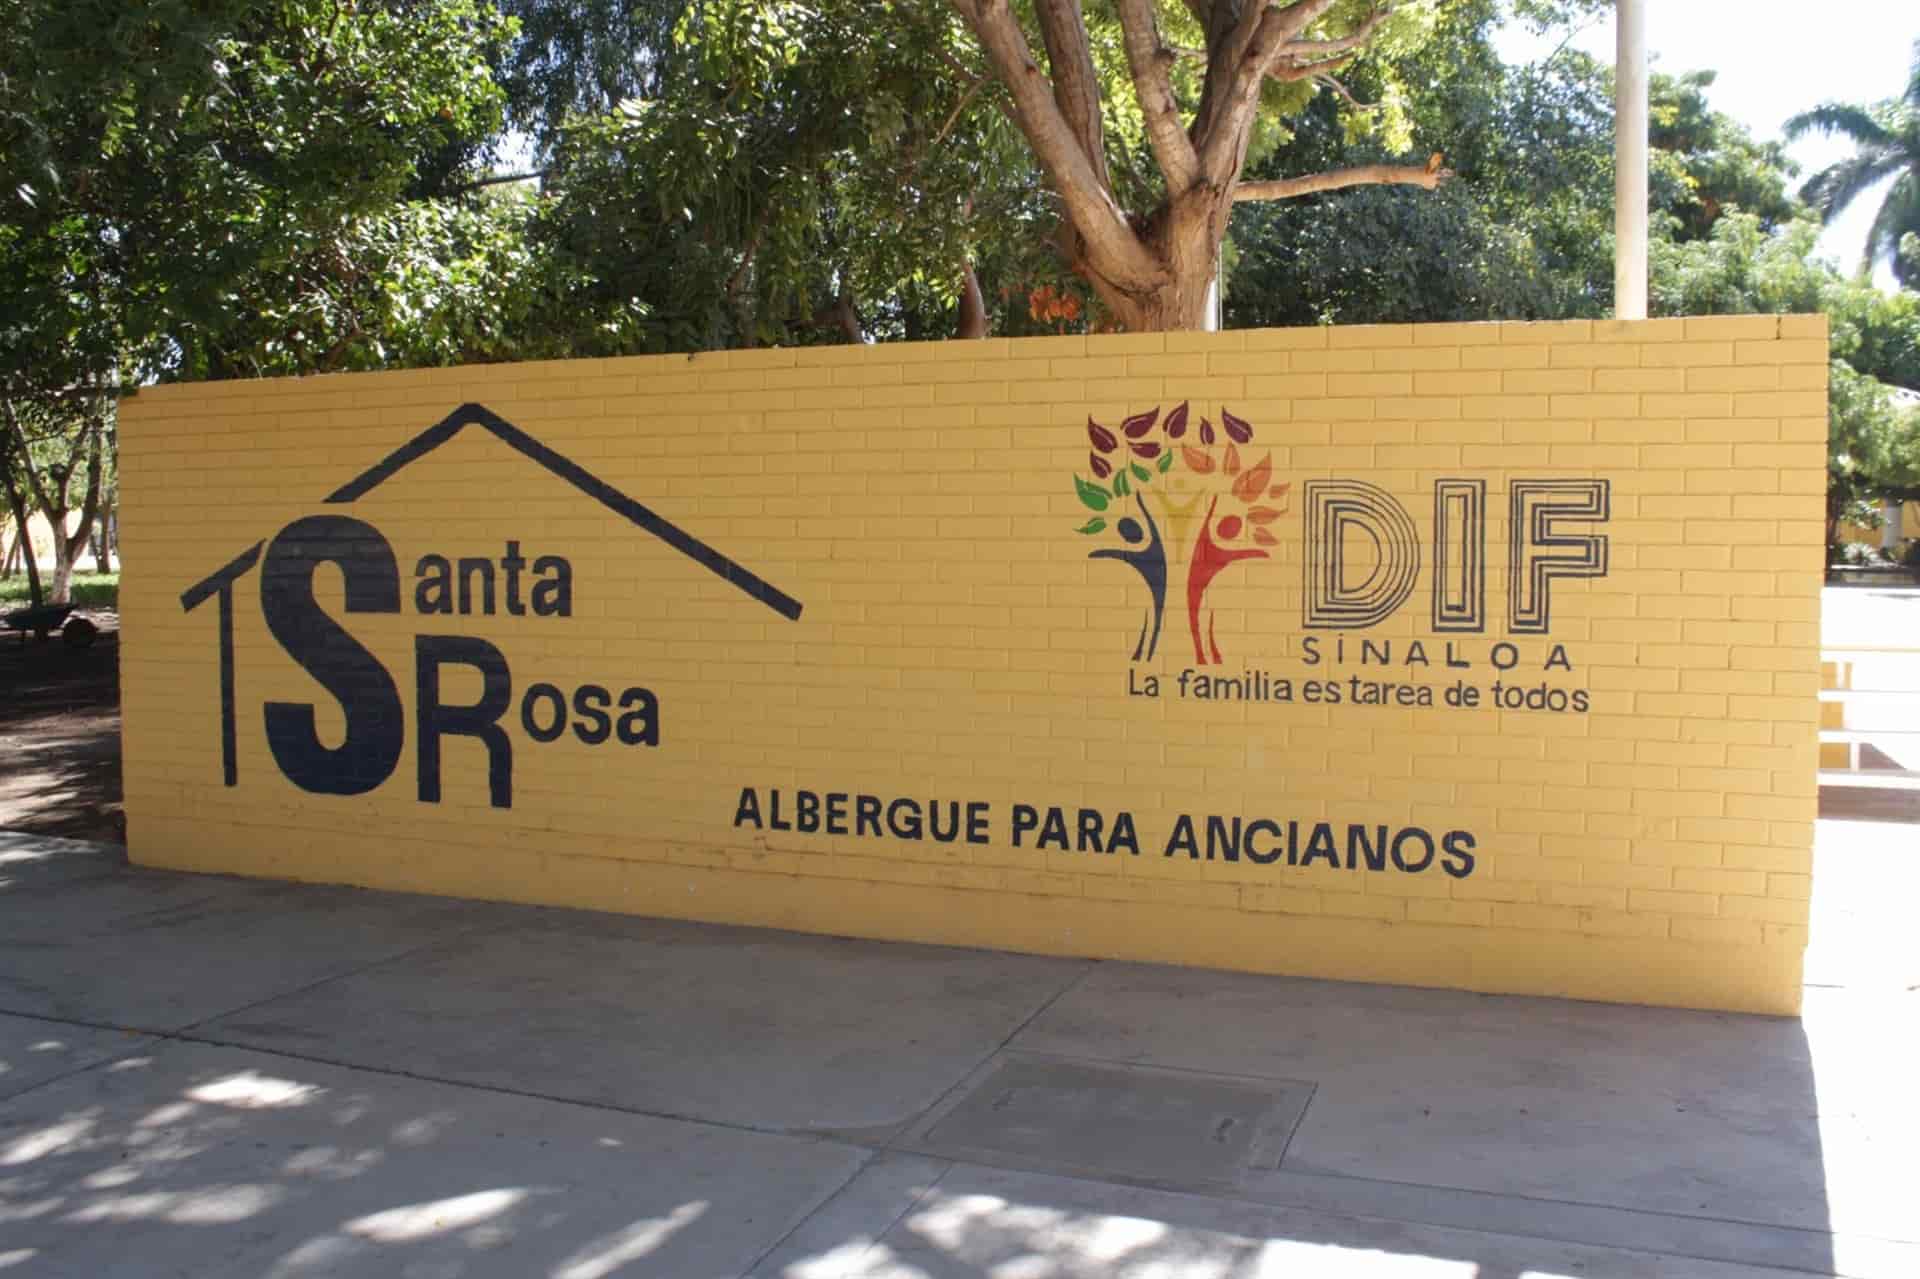 Santa
Rosa
DIF
SiNALOA
La familia es tarea de todos
ALBERGUE PARA ANCIANOS